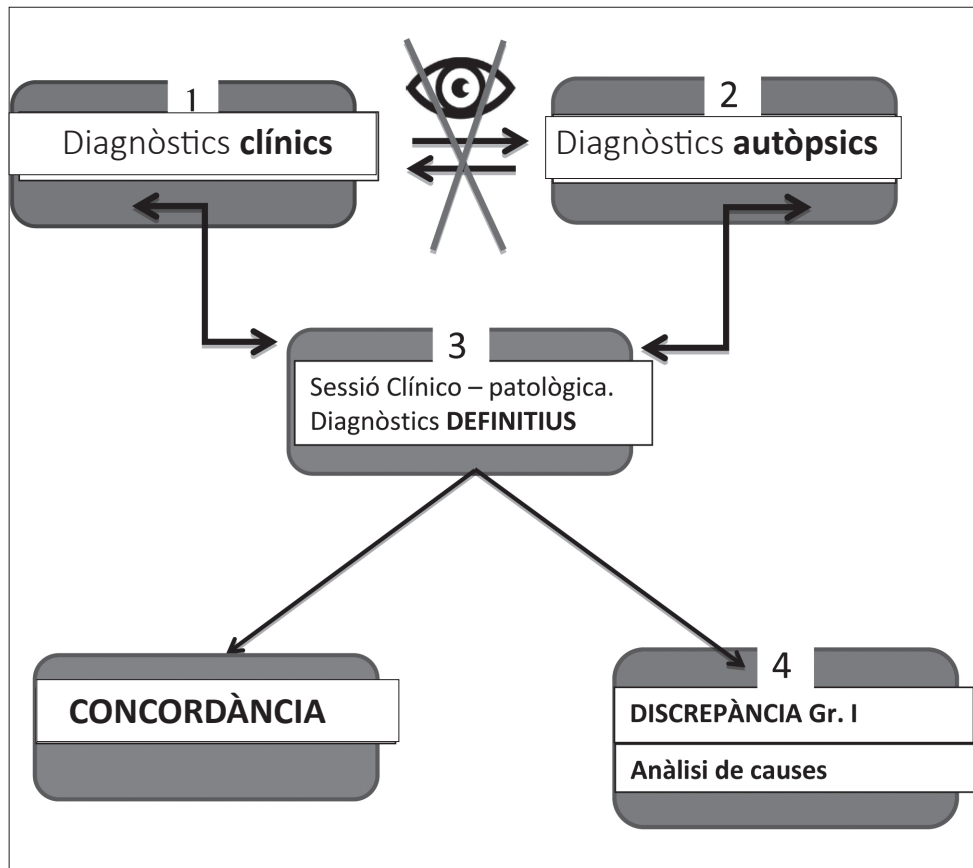 1
Diagnòstics clínics
2
Diagnòstics autòpsics
3
Sessió Clínico – patològica.
Diagnòstics DEFINITIUS
CONCORDÀNCIA
4
DISCREPÀNCIA Gr. I
Anàlisi de causes